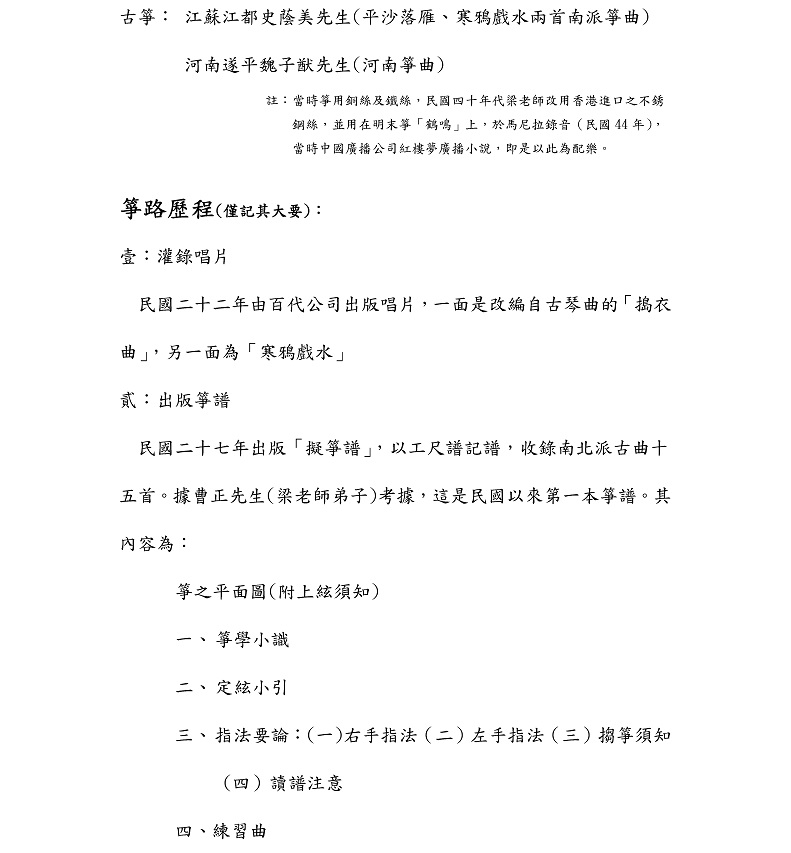 古箏： 江蘇江都史蔭美先生(平沙落雁、寒鴉戲水兩首南派箏曲)
河南遂平魏子猷先生(河南箏曲)
註：當時箏用銅絲及鐵絲，民國四十年代梁老師改用香港進口之不銹
鋼絲，並用在明末箏「鶴鳴」上，於馬尼拉錄音（民國 44 年)，
當時中國廣播公司紅樓夢廣播小說，即是以此為配樂。
箏路歷程(僅記其大要)：
壹：灌錄唱片
民國二十二年由百代公司出版唱片，一面是改編自古琴曲的「搗衣
曲」，另一面為「寒鴉戲水」
貳：出版箏譜
民國二十七年出版「擬箏譜」，以工尺譜記譜，收錄南北派古曲十
五首。據曹正先生(梁老師弟子)考據，這是民國以來第一本箏譜。其
內容為：
箏之平面圖(附上絃須知)
一、箏學小識
二、定絃小引
三、指法要論：(一)右手指法（二）左手指法（三）搊箏須知
（四）讀譜注意
四、練習曲